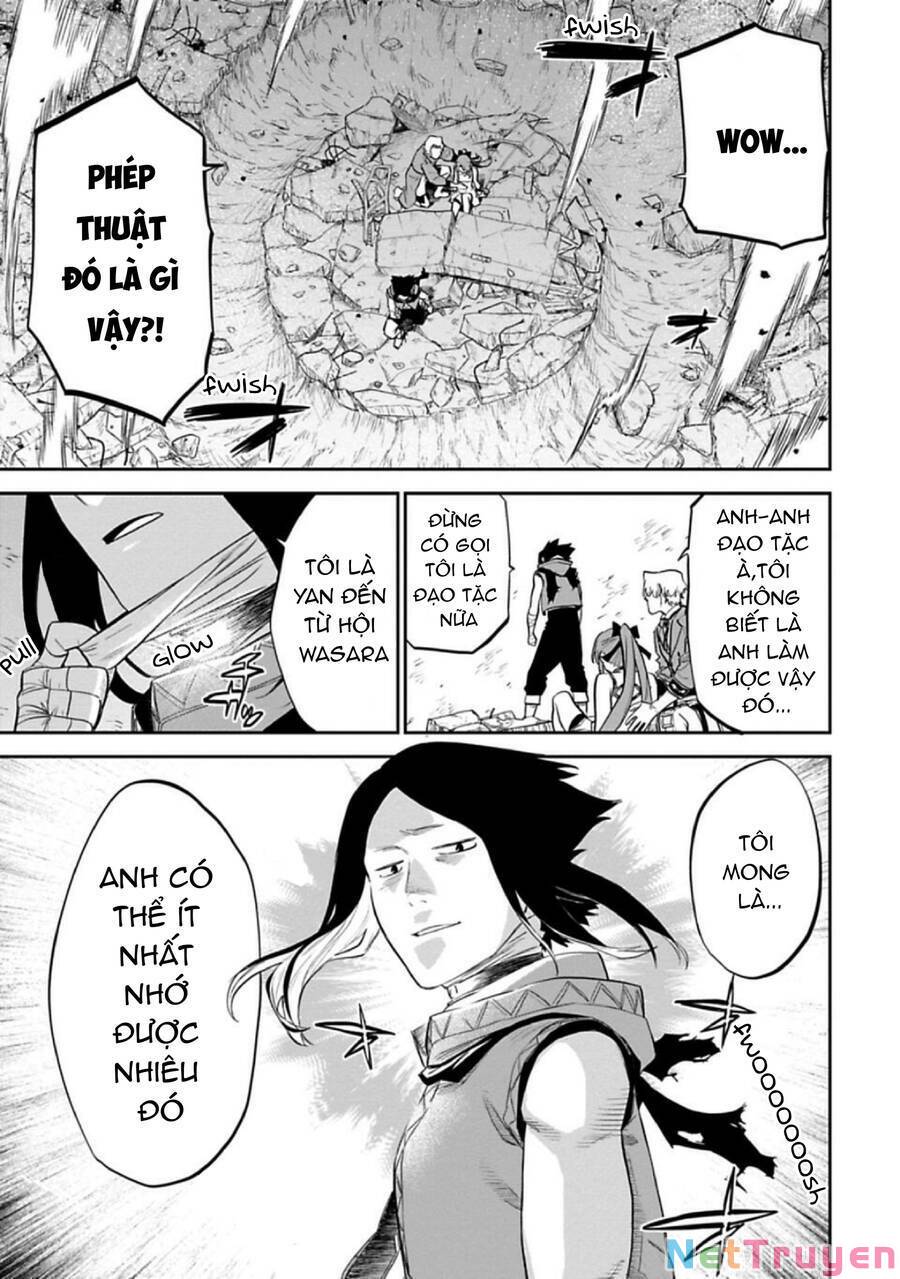 fwish
WOW...
PHÉP
THUẬT
ĐÓ LÀ GÌ
VẬY?!
fwish
ANH-ANH
ĐẠO TẶC
À,TÔI
KHÔNG
BIẾT LÀ
ANH LÀM
ĐƯỢC VẬY
ĐÓ...
ĐỪNG
CÓ GỌI
TÔI LÀ
ĐẠO TẶC
NỮA
TÔI LÀ
YAN ĐẾN
TỪ HỘI
WASARA
Glow
pull
TÔI
MONG
LÀ...
ANH CÓ
THỂ ÍT
NHẤT
NHỚ
ĐƯỢC
NHIÊU
ĐÓ
fwoooooooosh
NetTruyen